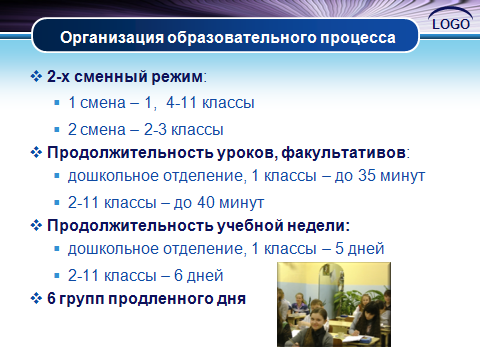 LOGO
Организация образовательного процесса
2-х сменный режим:
1 смена – 1, 4-11 классы
2 смена – 2-3 классы
Продолжительность уроков, факультативов:
дошкольное отделение, 1 классы – до 35 минут
2-11 классы – до 40 минут
Продолжительность учебной недели:
дошкольное отделение, 1 классы – 5 дней
2-11 классы – 6 дней
6 групп продленного дня